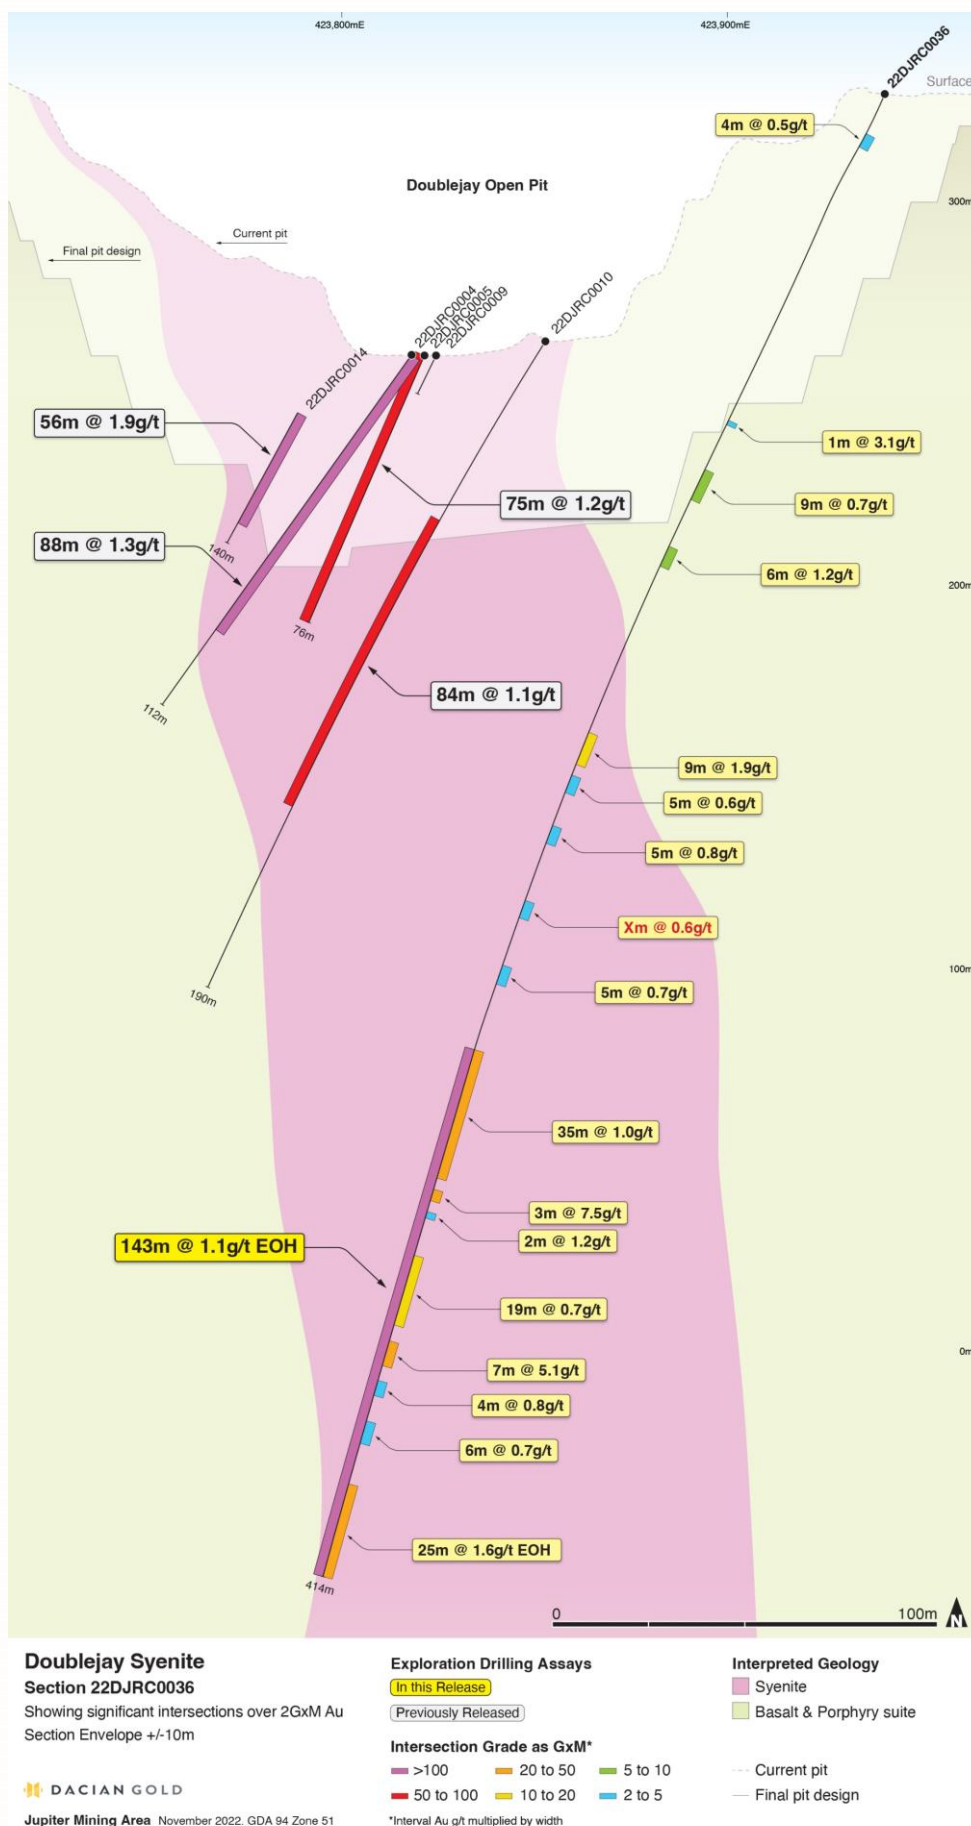 423,800mE
423,900mE
22DJRC0036
Surface
4m @ 0.5g/t
Doublejay Open Pit
300m
Current pit
Final pit design
22DJRC0004
22DJRC0005
22DJRC0009
22DJRC0010
22DJRC0014
56m @ 1.9g/t
1m @ 3.1g/t
75m @ 1.2g/t
9m @ 0.7g/t
88m @ 1.3g/t
140m
6m @ 1.2g/t
200m
76m
84m @ 1.1g/t
112m
9m @ 1.9g/t
5m @ 0.6g/t
5m @ 0.8g/t
Xm @ 0.6g/t
100m
190m
5m @ 0.7g/t
35m @ 1.0g/t
3m @ 7.5g/t
2m @ 1.2g/t
143m @ 1.1g/t EOH
19m @ 0.7g/t
0m
7m @ 5.1g/t
4m @ 0.8g/t
6m @ 0.7g/t
25m @ 1.6g/t EOH
414m
0
100m
N
Doublejay Syenite
Section 22DJRC0036
Showing significant intersections over 2GxM Au
Section Envelope +/-10m
DACIAN GOLD
Jupiter Mining Area November 2022. GDA 94 Zone 51
Exploration Drilling Assays
In this Release
Previously Released
Intersection Grade as GxM*
>100
20 to 50
5 to 10
50 to 100
10 to 20
2 to 5
*Interval Au g/t multiplied by width
Interpreted Geology
Syenite
Basalt & Porphyry suite
Current pit
Final pit design